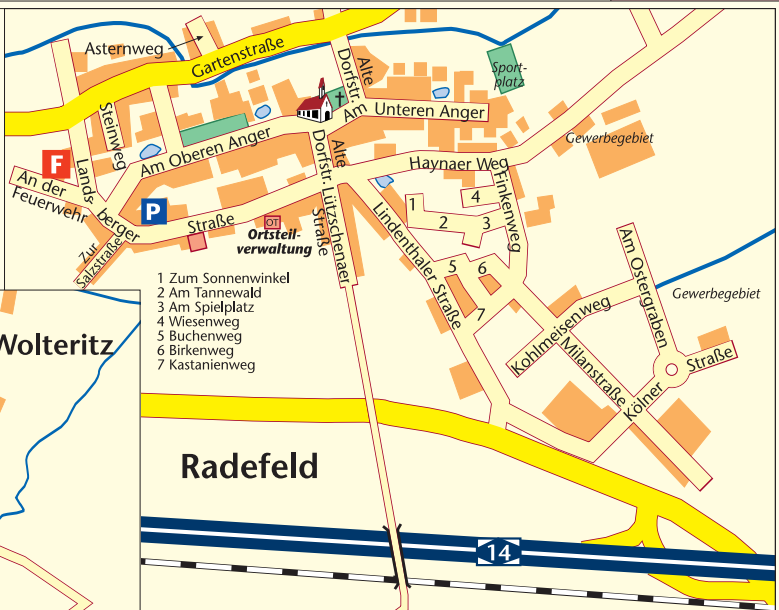 Asternweg
Gartenstraße
Alte
Dorfstr.
Sport-
platz
Steinweg
Am Oberen Anger
Am Unteren Anger
Gewerbegebiet
F
An der
Feuerwehr
Lands-
berger
Straße
P
Zur
Salzstraße
OT
Ortsteil-
verwaltung
Alte
Dorfstr.
Lützschenaer
Straße
Haynaer Weg
Finkenweg
Lindenthaler Straße
1
2
3
4
5
6
7
Am Ostergraben
Gewerbegebiet
Kohlmeisenweg
Milanstraße
Kölner
Straße
1 Zum Sonnenwinkel
2 Am Tannewald
3 Am Spielplatz
4 Wiesenweg
5 Buchenweg
6 Birkenweg
7 Kastanienweg
Wolteritz
Radefeld
14